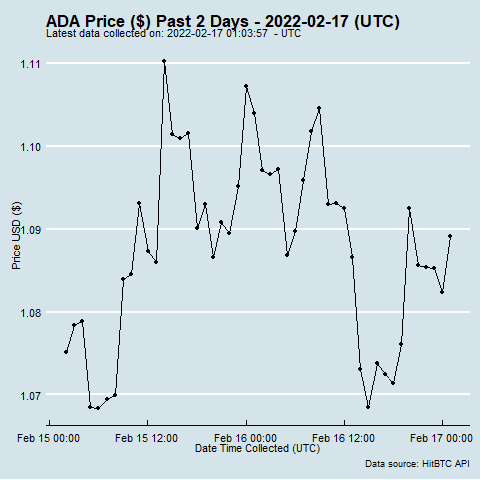 ADA Price ($) Past 2 Days - 2022-02-17 (UTC)
Latest data collected on: 2022-02-17 01:03:57 - UTC
1.11
1.10
1.09
1.08
1.07
Price USD ($)
Feb 15 00:00 Feb 15 12:00 Feb 16 00:00 Feb 16 12:00 Feb 17 00:00
Date Time Collected (UTC)
Data source: HitBTC API